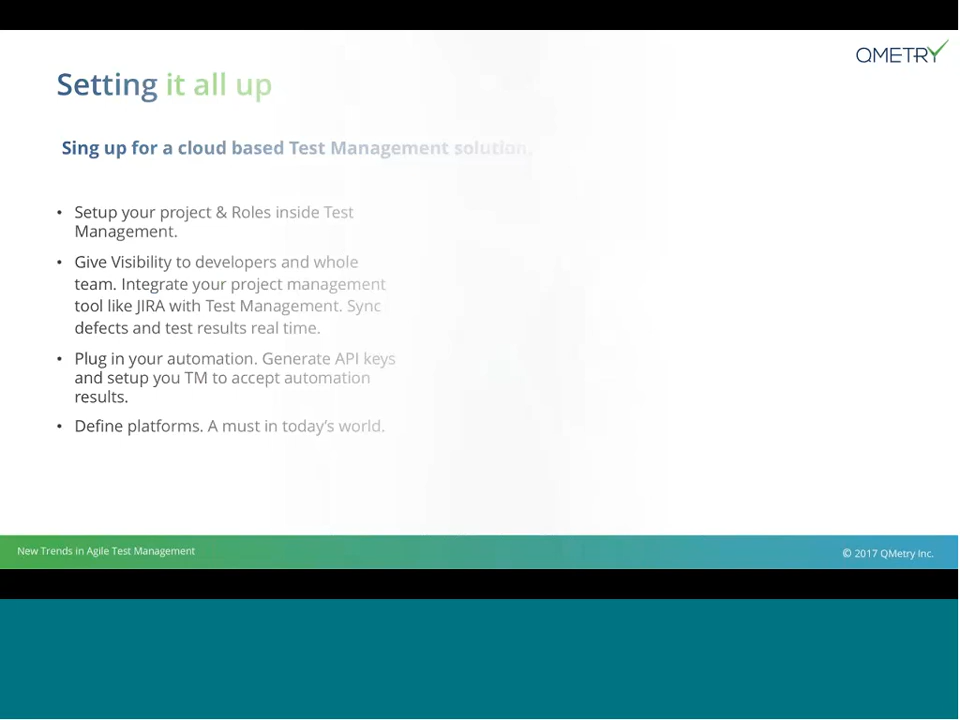 QMETRY
Setting it all up
Sing up for a cloud based Test Management solution.
• Setup your project & Roles inside Test
Management.
• Give Visibility to developers and whole
team. Integrate your project management
tool like JIRA with Test Management. Sync
defects and test results real time.
• Plug in your automation. Generate API keys
and setup you TM to accept automation
results.
• Define platforms. A must in today’s world.
New Trends in Agile Test Management
© 2017 QMetry Inc.